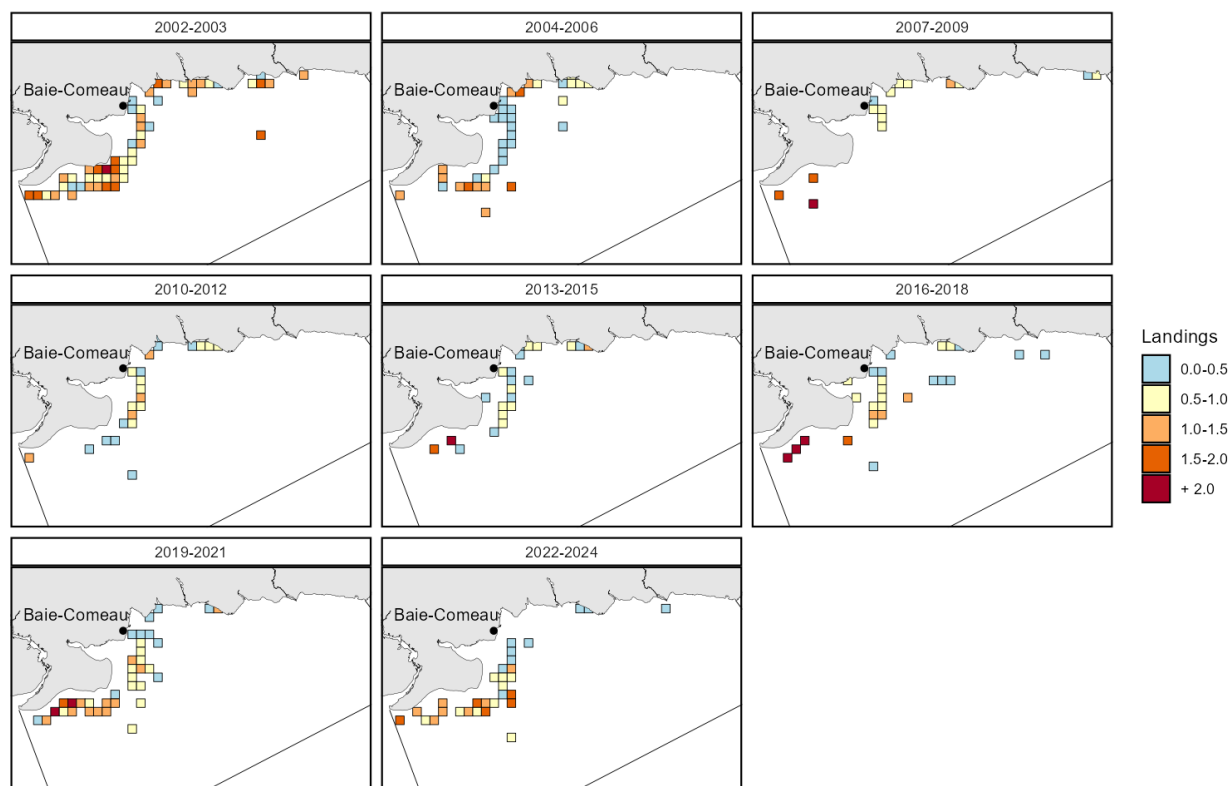 2002-2003
2004-2006
2007-2009
Baie-Comeau
Baie-Comeau
Baie-Comeau
2010-2012
2013-2015
2016-2018
Baie-Comeau
Baie-Comeau
Baie-Comeau
Landings
0.0-0.5
0.5-1.0
1.0-1.5
1.5-2.0
+ 2.0
2019-2021
2022-2024
Baie-Comeau
Baie-Comeau